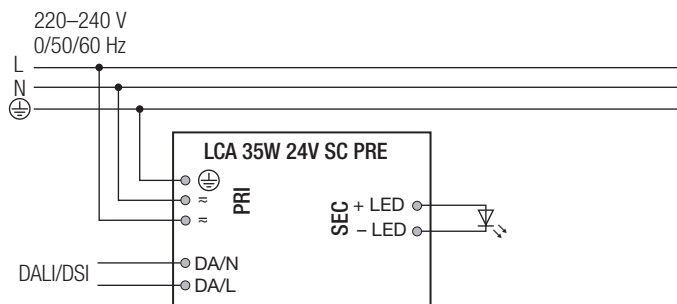 220–240 V
0/50/60 Hz
L
N
LCA 35W 24V SC PRE
PRI
≂
≂
SEC
+ LED
– LED
DALI/DSI
DA/N
DA/L